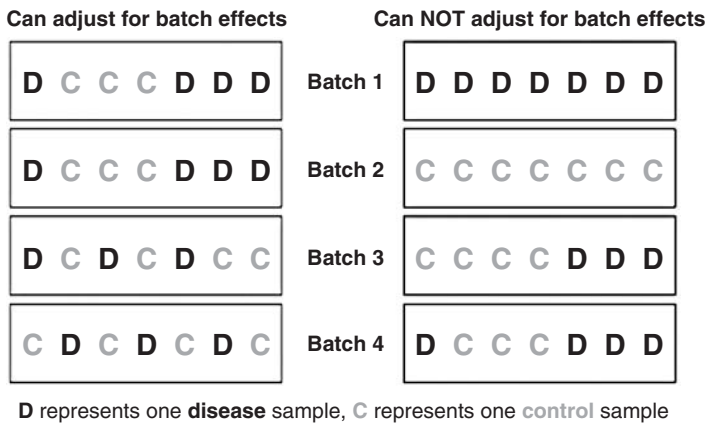 Can adjust for batch effects Can NOT adjust for batch effects
D C C C D D D Batch 1 D D D D D D D
D C C C D D D Batch 2 C C C C C C C
D C D C D C C Batch 3 C C C C D D D
C D C D C D C Batch 4 D C C C D D D
D represents one disease sample, C represents one control sample